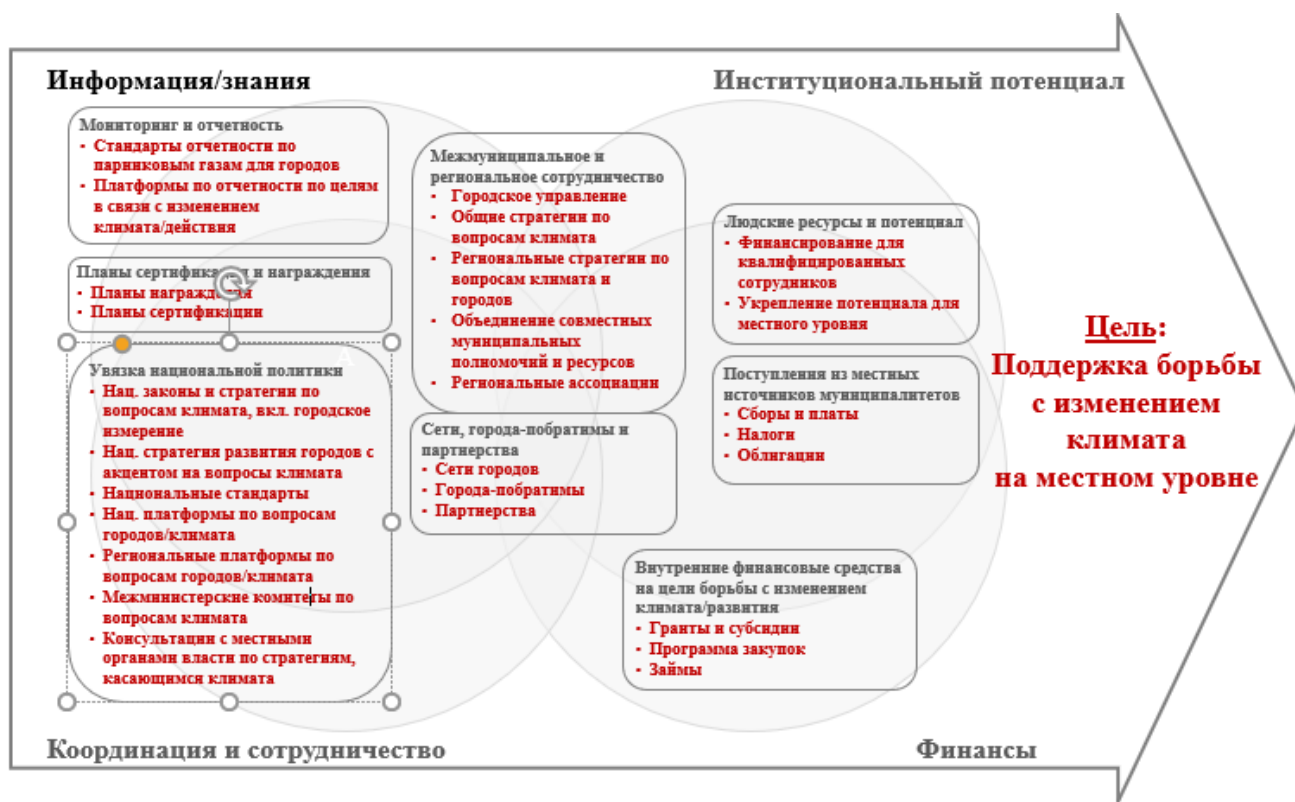 Информация/знания
Институциональный потенциал
Мониторинг и отчетность
• Стандарты отчетности по
парниковым газам для городов
• Платформы по отчетности по целям
в связи с изменением
климата/действия
Планы сертификации и награждения
• Планы награждения
• Планы сертификации
А
Увязка национальной политики
• Нац. законы и стратегии по
вопросам климата, вкл. городское
измерение
• Нац. стратегия развития городов с
акцентом на вопросы климата
• Национальные стандарты
• Нац. платформы по вопросам
городов/климата
• Региональные платформы по
вопросам городов/климата
• Межминистерские комитеты по
вопросам климата
• Консультации с местными
органами власти по стратегиям,
касающимся климата
Межмуниципальное и
региональное сотрудничество
• Городское управление
• Общие стратегии по
вопросам климата
• Региональные стратегии по
вопросам климата и
городов
• Объединение совместных
муниципальных
полномочий и ресурсов
• Региональные ассоциации
Сети, города-побратимы и
партнерства
• Сети городов
• Города-побратимы
• Партнерства
Людские ресурсы и потенциал
• Финансирование для
квалифицированных
сотрудников
• Укрепление потенциала для
местного уровня
Поступления из местных
источников муниципалитетов
• Сборы и платы
• Налоги
• Облигации
Внутренние финансовые средства
на цели борьбы с изменением
климата/развития
• Гранты и субсидии
• Программа закупок
• Займы
Цель:
Поддержка борьбы
с изменением
климата
на местном уровне
Координация и сотрудничество
Финансы